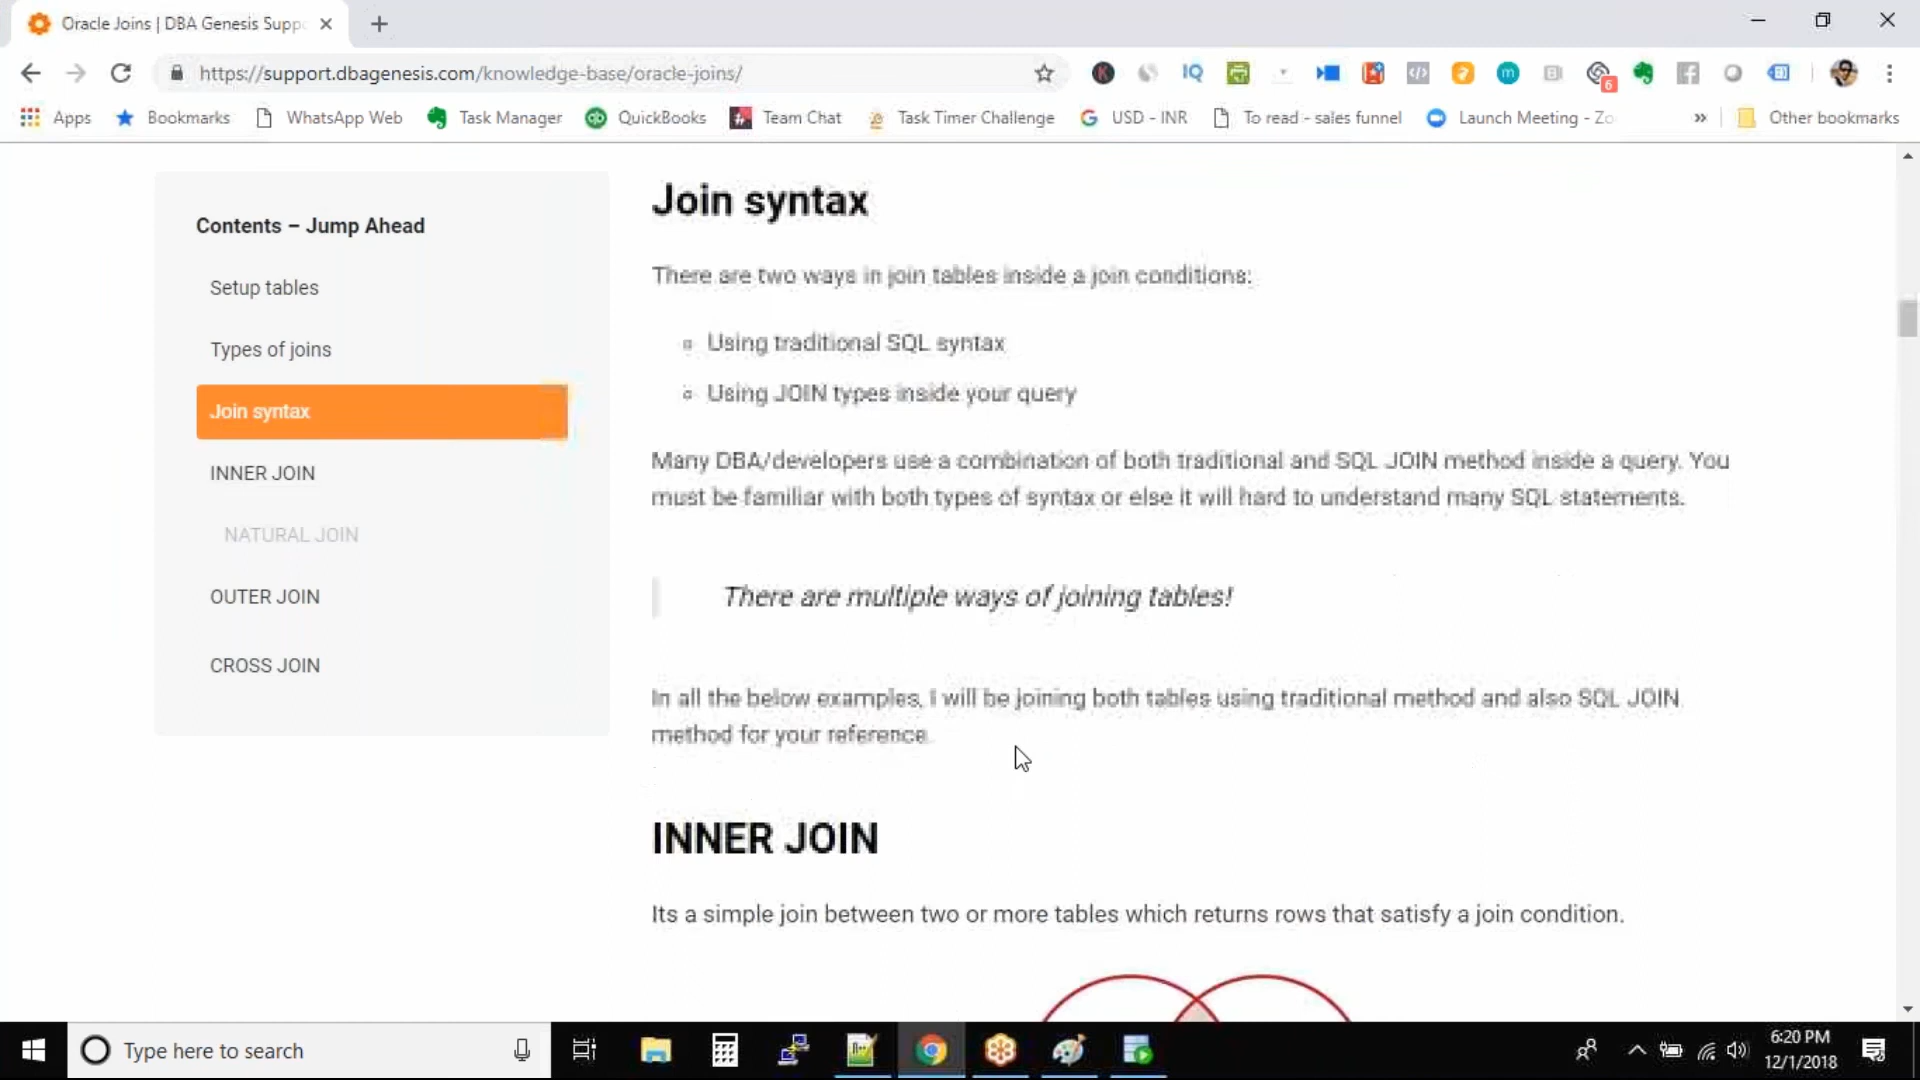 Oracle Joins | DBA Genesis Supp
https://support.dbagenesis.com/knowledge-base/oracle-joins/
IQ
m
6
Apps
Bookmarks
WhatsApp Web
Task Manager
QuickBooks
Team Chat
Task Timer Challenge
USD - INR
To read - sales funnel
Launch Meeting - Zo
Other bookmarks
Contents – Jump Ahead
Setup tables
Types of joins
Join syntax
INNER JOIN
NATURAL JOIN
OUTER JOIN
CROSS JOIN
Join syntax
There are two ways in join tables inside a join conditions:
Using traditional SQL syntax
Using JOIN types inside your query
Many DBA/developers use a combination of both traditional and SQL JOIN method inside a query. You
must be familiar with both types of syntax or else it will hard to understand many SQL statements.
There are multiple ways of joining tables!
In all the below examples, I will be joining both tables using traditional method and also SQL JOIN
method for your reference.
INNER JOIN
Its a simple join between two or more tables which returns rows that satisfy a join condition.
Type here to search
6:20 PM
12/1/2018